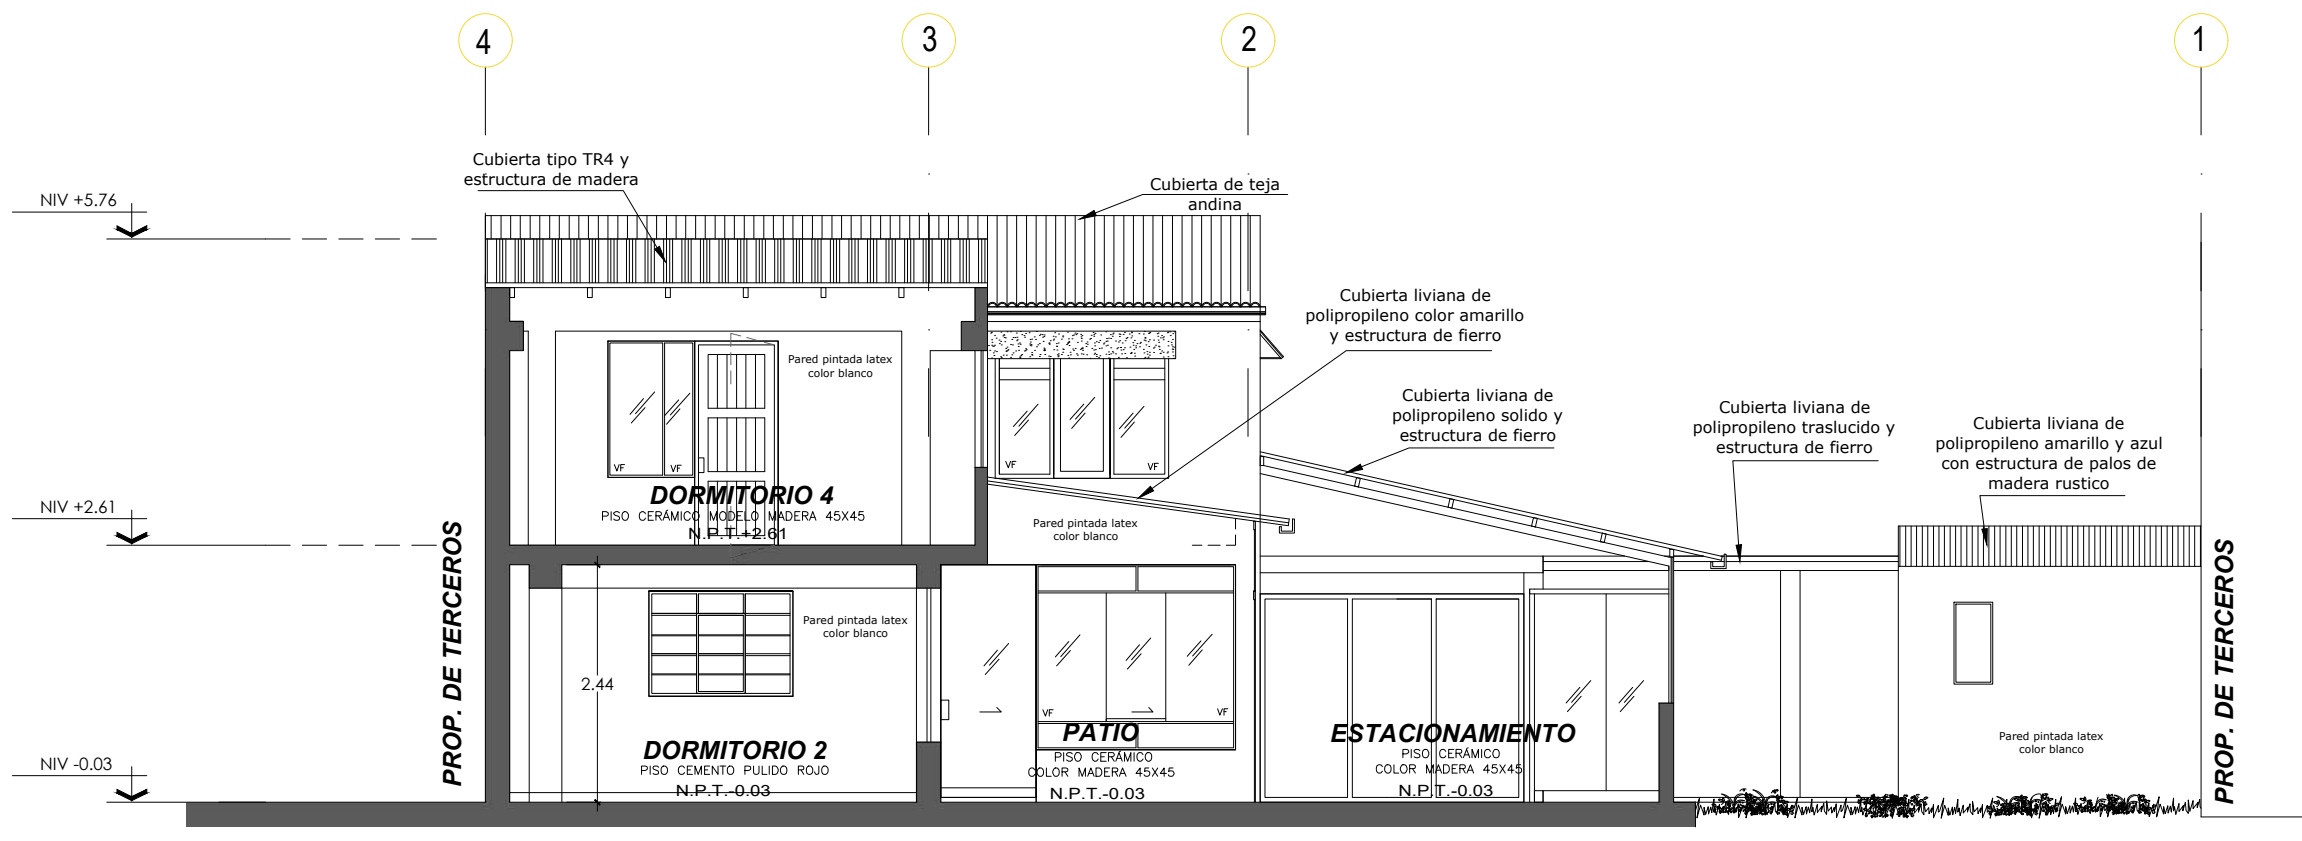 4
3
2
1
Cubierta tipo TR4 y
estructura de madera
Cubierta de teja
andina
NIV +5.76
Cubierta liviana de
polipropileno color amarillo
y estructura de fierro
Pared pintada latex
color blanco
Cubierta liviana de
polipropileno solido y
estructura de fierro
Cubierta liviana de
polipropileno traslucido y
estructura de fierro
Cubierta liviana de
polipropileno amarillo y azul
con estructura de palos de
madera rustico
VF
VF
VF
VF
DORMITORIO 4
PISO CERÁMICO MODELO MADERA 45X45
N.P.T.+2.61
NIV +2.61
Pared pintada latex
color blanco
PROP. DE TERCEROS
PROP. DE TERCEROS
Pared pintada latex
color blanco
2.44
VF
VF
DORMITORIO 2
PISO CEMENTO PULIDO ROJO
N.P.T.-0.03
PATIO
PISO CERÁMICO
COLOR MADERA 45X45
N.P.T.-0.03
ESTACIONAMIENTO
PISO CERÁMICO
COLOR MADERA 45X45
N.P.T.-0.03
Pared pintada latex
color blanco
NIV -0.03